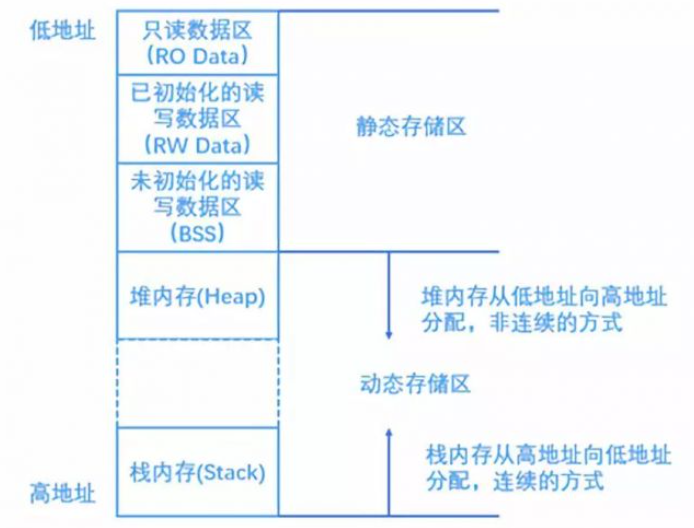 低地址
只读数据区
（RO Data）
已初始化的读
写数据区
（RW Data）
静态存储区
未初始化的读
写数据区
(BSS)
堆内存(Heap)
堆内存从低地址向高地址
分配，非连续的方式
动态存储区
栈内存(Stack)
栈内存从高地址向低地址
分配，连续的方式
高地址